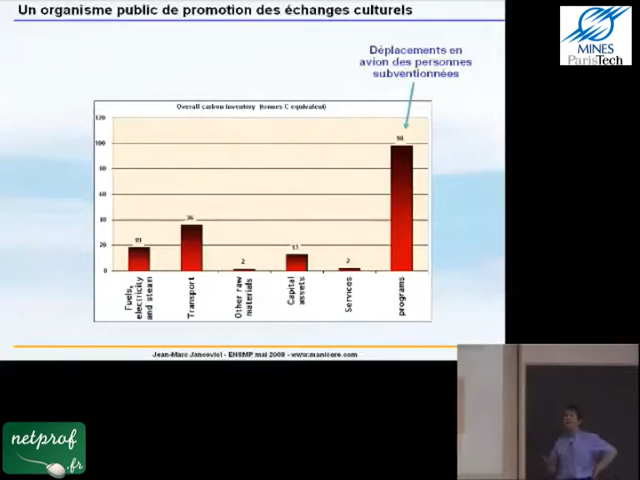 Un organisme public de promotion des échanges culturels
MINES
ParisTech
Déplacements en
avion des personnes
subventionnées
Overall carbon inventory (tonnes C equivalent)
120
100
80
60
40
20
0
19
36
2
13
2
98
Fuels,
electricity
and steam
Transport
Other raw
materials
Capital
assets
Services
programs
Jean-Marc Jancovici - ENSMP mai 2008 - www.manicore.com
netprof
.fr